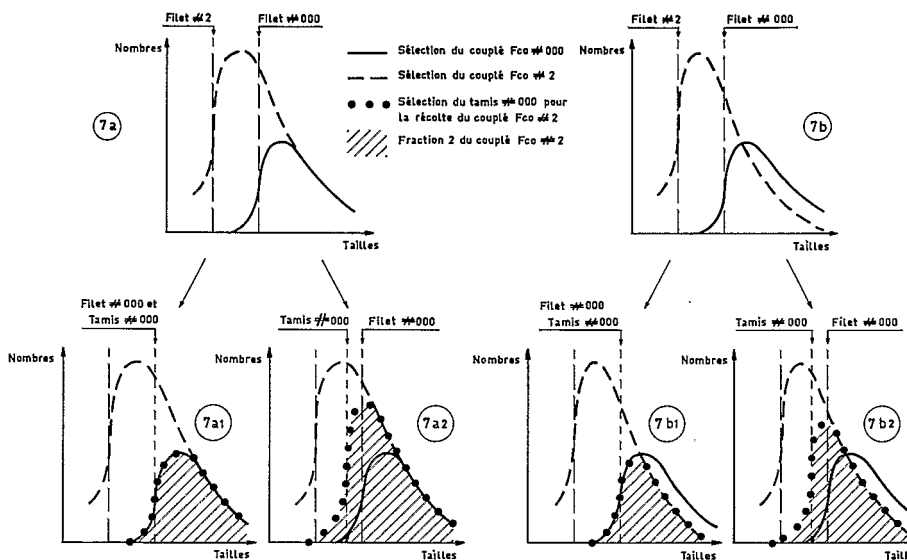 Filet #2 Filet #000
Nombres
7a
Tailles
Sélection du couplé Fco #000
Sélection du couplé Fco #2
Sélection du tamis #000 pour
la récolte du couplé Fco #2
Fraction 2 du couplé Fco #2
Filet #2 Filet #000
Nombres
7b
Tailles
Filet #000 et
Tamis #000
Nombres
7a1
Tailles
Tamis #000 Filet #000
Nombres
7a2
Tailles
Filet #000
Tamis #000
Nombres
7b1
Tailles
Tamis #000 Filet #000
Nombres
7b2
Tailles